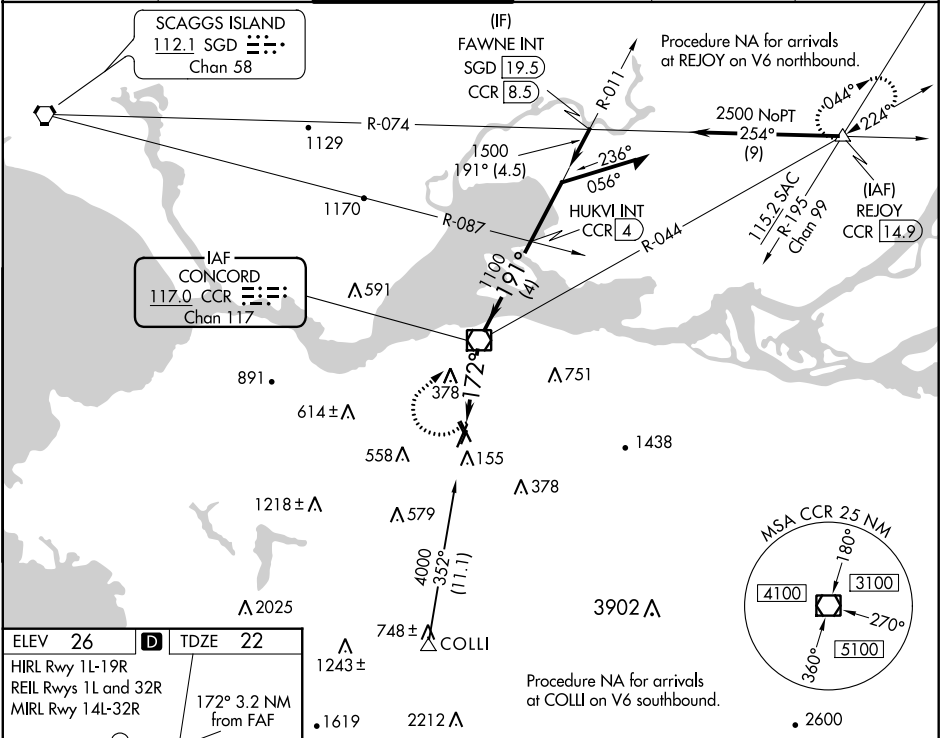 SCAGGS ISLAND
112.1 SGD
Chan 58
(IF)
FAWNE INT
SGD 19.5
CCR 8.5
Procedure NA for arrivals
at REJOY on V6 northbound.
R-011
044°
224°
2500 NoPT
254°
(9)
R-074
1129
1500
191° (4.5)
236°
056°
(IAF)
REJOY
CCR 14.9
115.2 SAC
R-195
Chan 99
1170
R-087
HUKVI INT
CCR 4
R-044
IAF
CONCORD
117.0 CCR
Chan 117
591
1100
191°
(4)
891
378
172°
751
614±
558
155
1438
1218±
579
378
4000
352°
(11.1)
MSA CCR 25 NM
180°
4100
3100
270°
5100
360°
2025
3902
748±
COLLI
1243±
ELEV 26
D
TDZE 22
HIRL Rwy 1L-19R
REIL Rwys 1L and 32R
MIRL Rwy 14L-32R
172° 3.2 NM
from FAF
Procedure NA for arrivals
at COLLI on V6 southbound.
1619
2212
2600